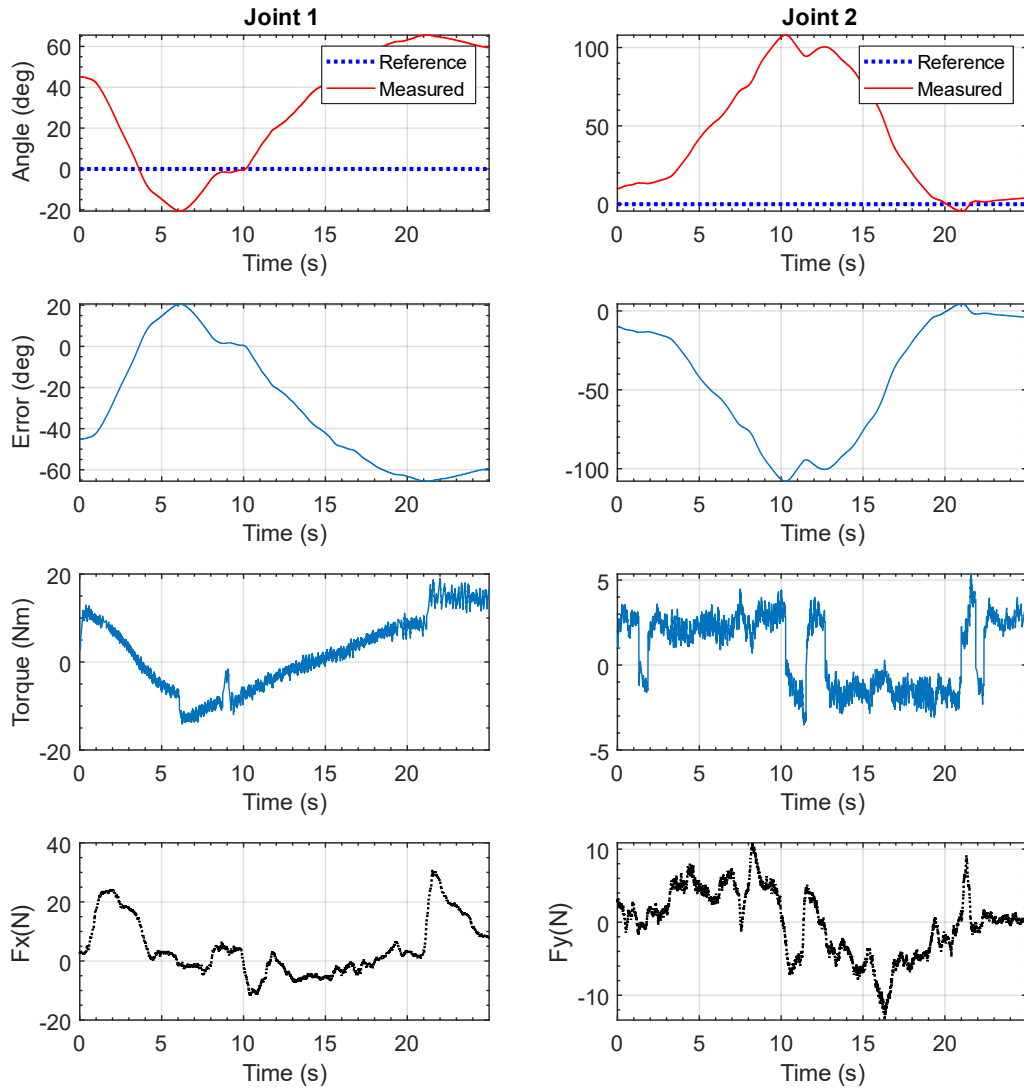 Joint 1
Joint 2
60
40
20
0
-20
Angle (deg)
Reference
Measured
0 5 10 15 20
Time (s)
100
50
0
Reference
Measured
0 5 10 15 20
Time (s)
20
0
-20
-40
-60
Error (deg)
0 5 10 15 20
Time (s)
0
-50
-100
0 5 10 15 20
Time (s)
20
0
-20
Torque (Nm)
0 5 10 15 20
Time (s)
5
0
-5
0 5 10 15 20
Time (s)
40
20
0
-20
Fx(N)
0 5 10 15 20
Time (s)
10
0
-10
Fy(N)
0 5 10 15 20
Time (s)